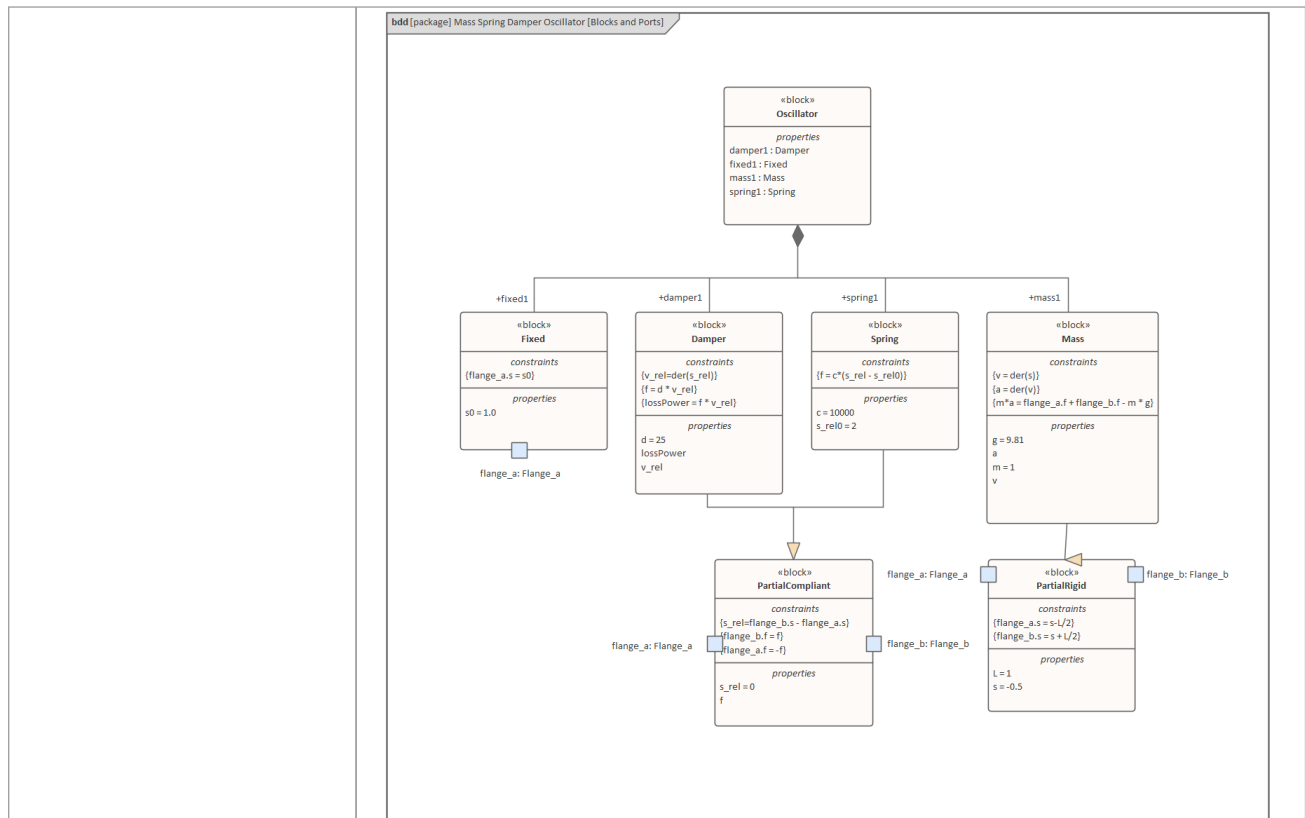 bdd [package] Mass Spring Damper Oscillator [Blocks and Ports]
«block»
Oscillator
properties
damper1 : Damper
fixed1 : Fixed
mass1 : Mass
spring1 : Spring
+fixed1
+damper1
+spring1
+mass1
«block»
Fixed
constraints
{flange_a.s = s0}
properties
s0 = 1.0
flange_a: Flange_a
«block»
Damper
constraints
{v_rel=der(s_rel)}
{f = d * v_rel}
{lossPower = f * v_rel}
properties
d = 25
lossPower
v_rel
«block»
Spring
constraints
{f = c*(s_rel - s_rel0)}
properties
c = 10000
s_rel0 = 2
«block»
Mass
constraints
{v = der(s)}
{a = der(v)}
{m*a = flange_a.f + flange_b.f - m * g}
properties
g = 9.81
a
m = 1
v
«block»
PartialCompliant
constraints
{s_rel=flange_b.s - flange_a.s}
{flange_b.f = f}
{flange_a.f = -f}
properties
s_rel = 0
f
flange_a: Flange_a
flange_b: Flange_b
«block»
PartialRigid
constraints
{flange_a.s = s-L/2}
{flange_b.s = s + L/2}
properties
L = 1
s = -0.5
flange_a: Flange_a
flange_b: Flange_b